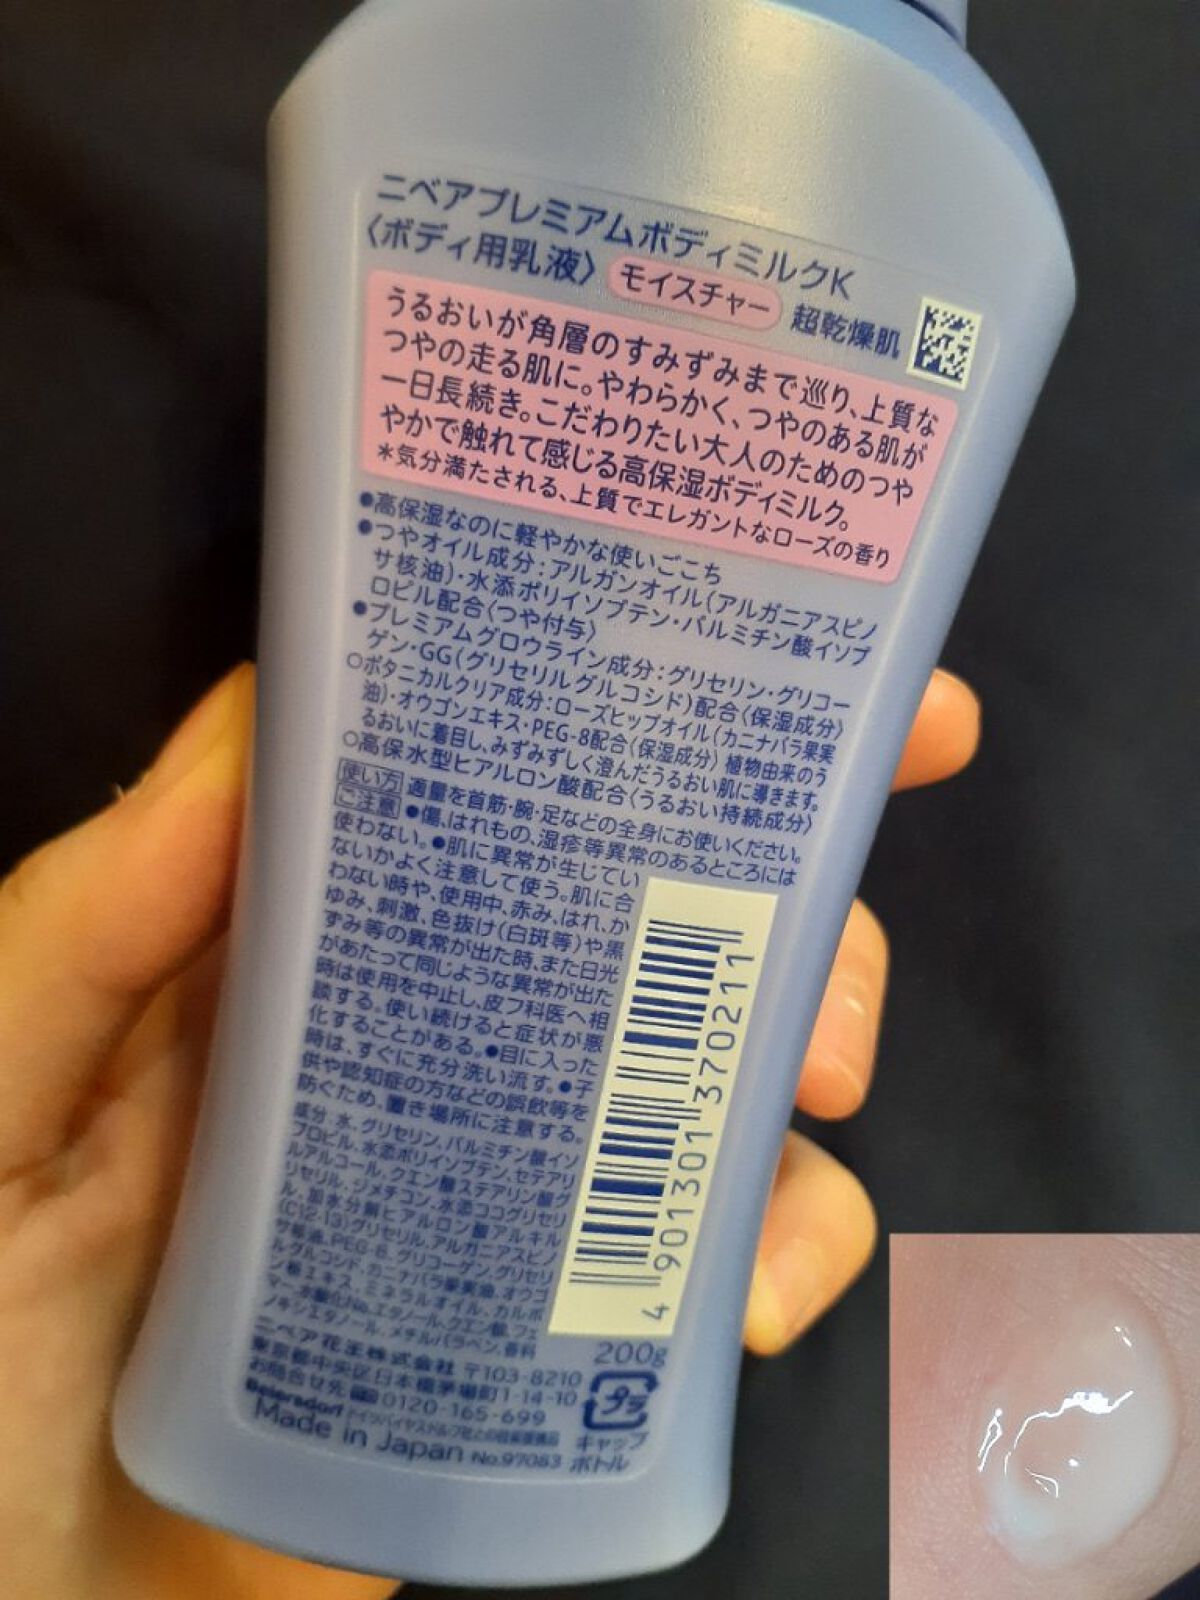 ニベアプレミアムボディミルクK
〈ボディ用乳液〉 モイスチャー 超乾燥肌
うるおいが角層のすみずみまで巡り、上質な
つやの走る肌に。やわらかく、つやのある肌が
一日長続き。こだわりたい大人のためのつや
やかで触れて感じる高保湿ボディミルク。
*気分満たされる、上質でエレガントなローズの香り
●高保湿なのに軽やかな使いごこち
●つやオイル成分:アルガンオイル(アルガニアスピノ
サ核油)・水添ポリイソブテン・パルミチン酸イソプ
ロピル配合〈つや付与〉
●プレミアムグロウライン成分:グリセリン・グリコー
ゲン・GG(グリセリルグルコシド)配合〈保湿成分〉
○ボタニカルクリア成分:ローズヒップオイル(カニナバラ果実
油)・オウゴンエキス・PEG-8配合〈保湿成分〉植物由来のう
るおいに着目し、みずみずしく澄んだうるおい肌に導きます。
○高保水型ヒアルロン酸配合〈うるおい持続成分〉
使い方 適量を首筋・腕・足などの全身にお使いください。
ご注意 ●傷、はれもの、湿疹等異常のあるところには
使わない。●肌に異常が生じてい
ないかよく注意して使う。肌に合
わない時や、使用中、赤み、はれ、か
ゆみ、刺激、色抜け(白斑等)や黒
ずみ等の異常が出た時、また日光
があたって同じような異常が出た
時は使用を中止し、皮フ科医へ相
談する。使い続けると症状が悪
化することがある。●目に入った
時は、すぐに充分洗い流す。●子
供や認知症の方などの誤飲等を
防ぐため、置き場所に注意する。
成分:水、グリセリン、パルミチン酸イソ
プロピル、水添ポリイソブテン、セテアリ
ルアルコール、クエン酸ステアリン酸グ
リセリル、ジメチコン、水添ココグリセリ
ル、加水分解ヒアルロン酸アルキル
(C12-13)グリセリル、アルガニアスピノ
サ核油、PEG-8、グリコーゲン、グリセリ
ルグルコシド、カニナバラ果実油、オウゴ
ン根エキス、ミネラルオイル、カルボ
マー、水酸化Na、エタノール、クエン酸、フェ
ノキシエタノール、メチルパラベン、香料
4 901301 370211
ニベア花王株式会社 〒103-8210
東京都中央区日本橋茅場町1-14-10
お問合せ先 0120-165-699
Beiersdorf ドイツバイヤスドルフ社との技術提携品
Made in Japan No.97083
200g
プラ
キャップ
ボトル